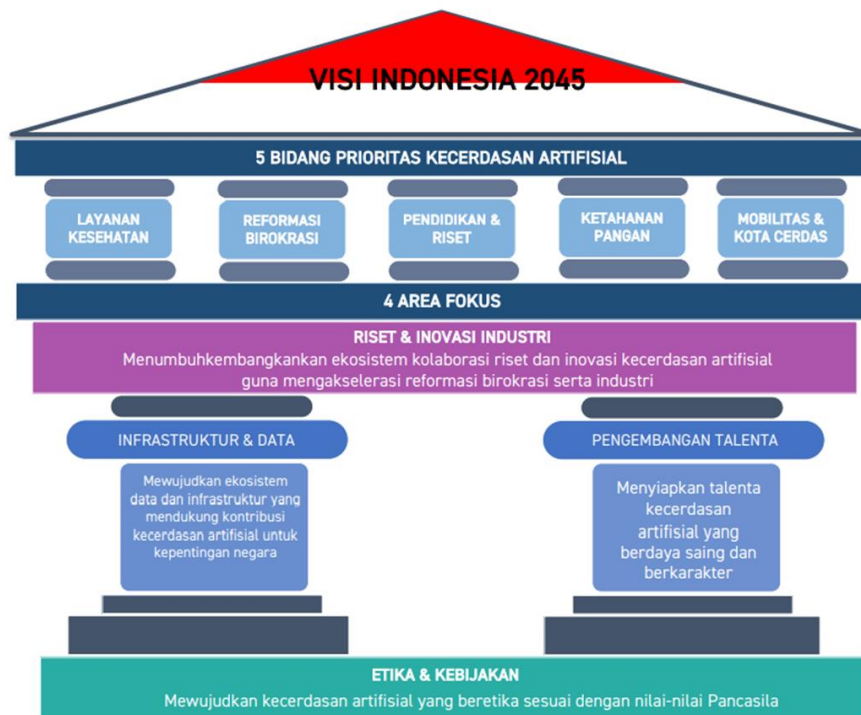 VISI INDONESIA 2045
5 BIDANG PRIORITAS KECERDASAN ARTIFISIAL
LAYANAN
KESEHATAN
REFORMASI
BIROKRASI
PENDIDIKAN &
RISET
KETAHANAN
PANGAN
MOBILITAS &
KOTA CERDAS
4 AREA FOKUS
RISET & INOVASI INDUSTRI
Menumbuhkembangkankan ekosistem kolaborasi riset dan inovasi kecerdasan artifisial
guna mengakselerasi reformasi birokrasi serta industri
INFRASTRUKTUR & DATA
Mewujudkan ekosistem
data dan infrastruktur yang
mendukung kontribusi
kecerdasan artifisial untuk
kepentingan negara
PENGEMBANGAN TALENTA
Menyiapkan talenta
kecerdasan
artifisial yang
berdaya saing dan
berkarakter
ETIKA & KEBIJAKAN
Mewujudkan kecerdasan artifisial yang beretika sesuai dengan nilai-nilai Pancasila